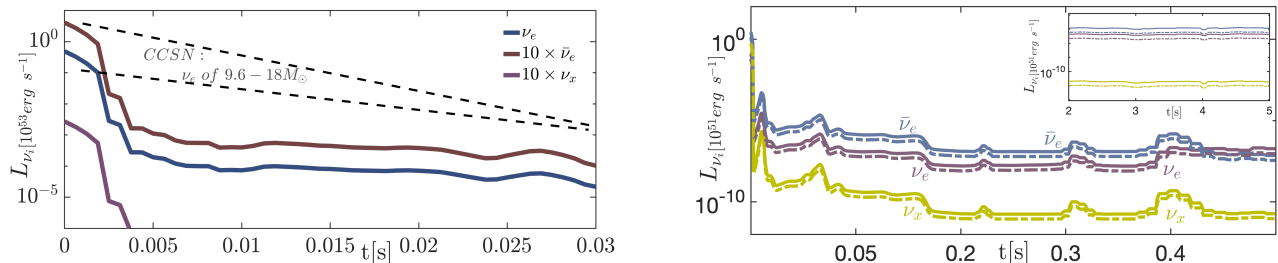 L_{ν_i}[10^{53}erg s^{-1}]
10^0
10^{-5}
0
0.005
0.01
0.015
0.02
0.025
0.03
t[s]
CCSN :
ν_e of 9.6 − 18M_⊙
ν_e
10 × ν̄_e
10 × ν_x
L_{ν_i}[10^{51}erg s^{-1}]
10^0
10^{-10}
0.05
0.2
0.3
0.4
t[s]
ν̄_e
ν_e
ν_x
ν̄_e
ν_e
ν_x
L_{ν_i}[10^{51}erg s^{-1}]
10^{-10}
2
3
4
5
t[s]